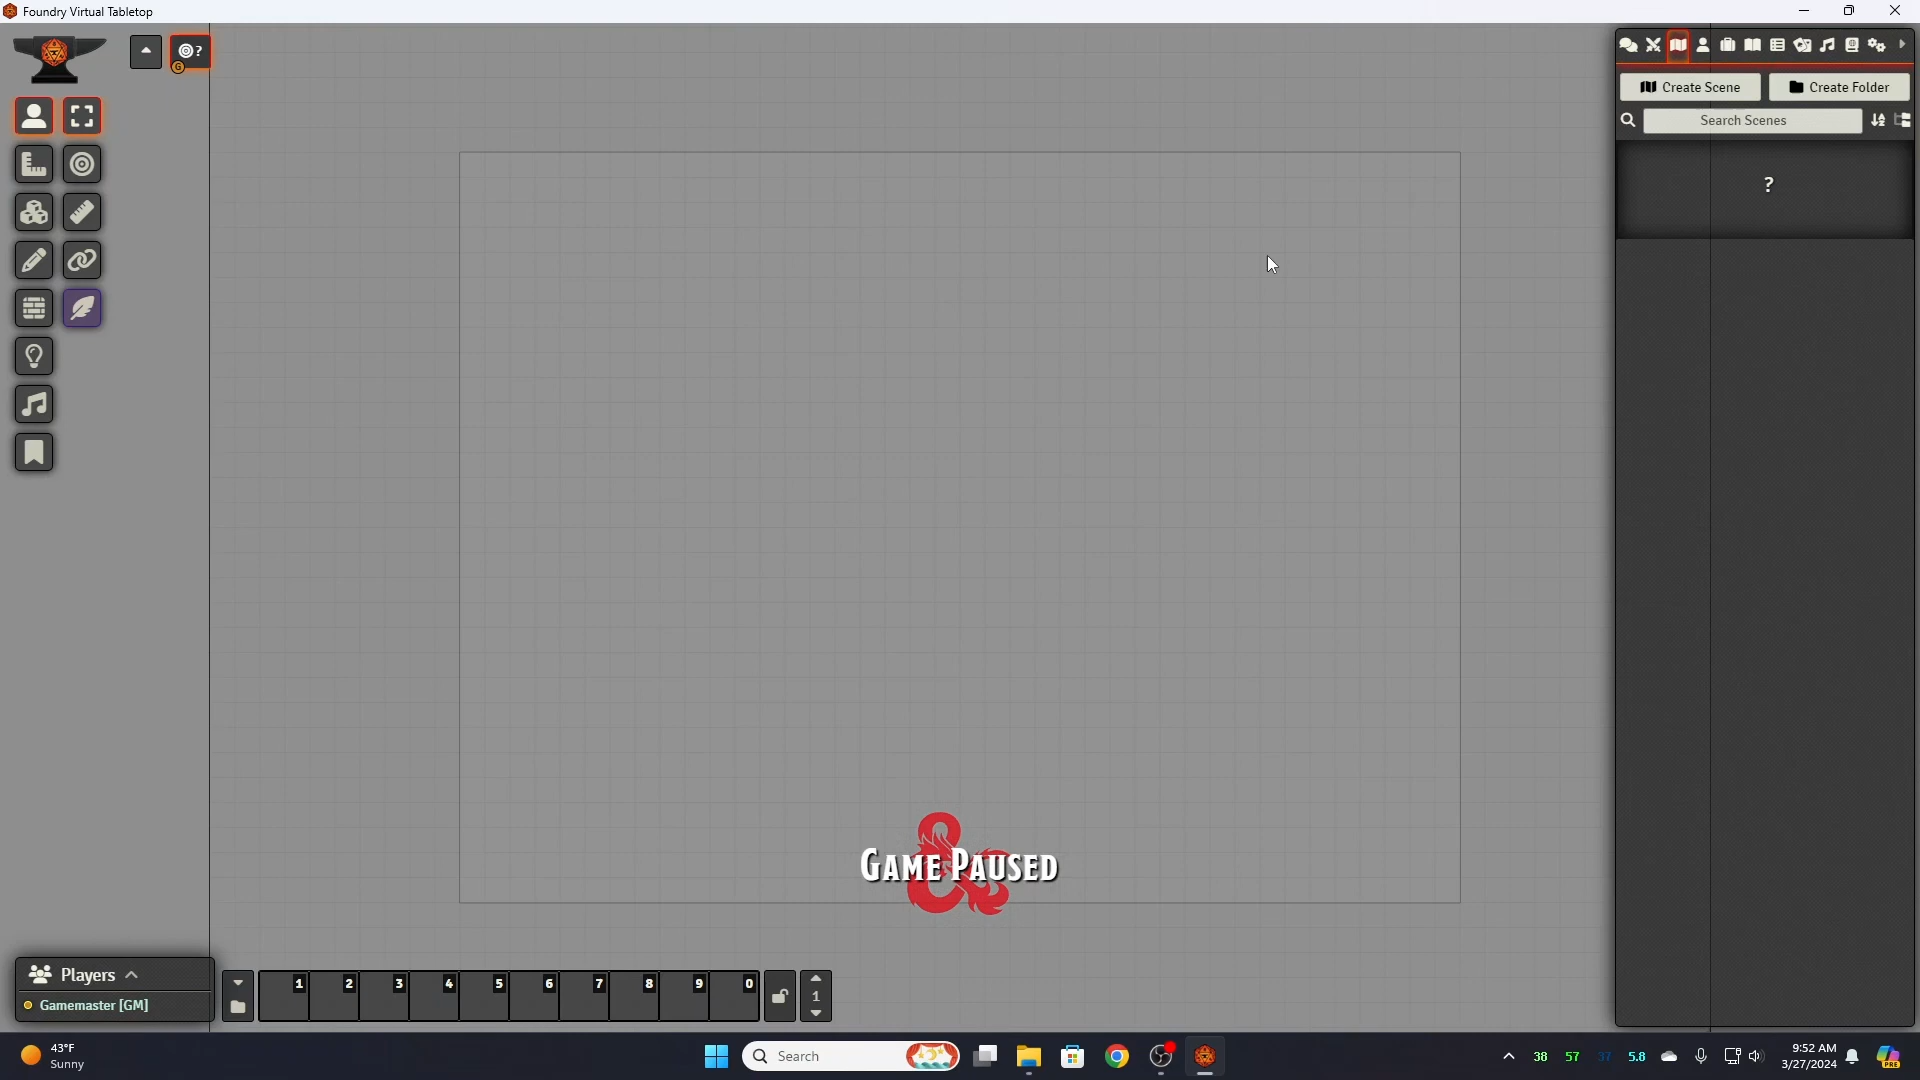 Foundry Virtual Tabletop
?
G
Create Scene
Create Folder
Search Scenes
?
GAME PAUSED
Players
Gamemaster [GM]
1 2 3 4 5 6 7 8 9 0
1
43°F
Sunny
Search
38 57 37 5.8
9:52 AM
3/27/2024
PRE